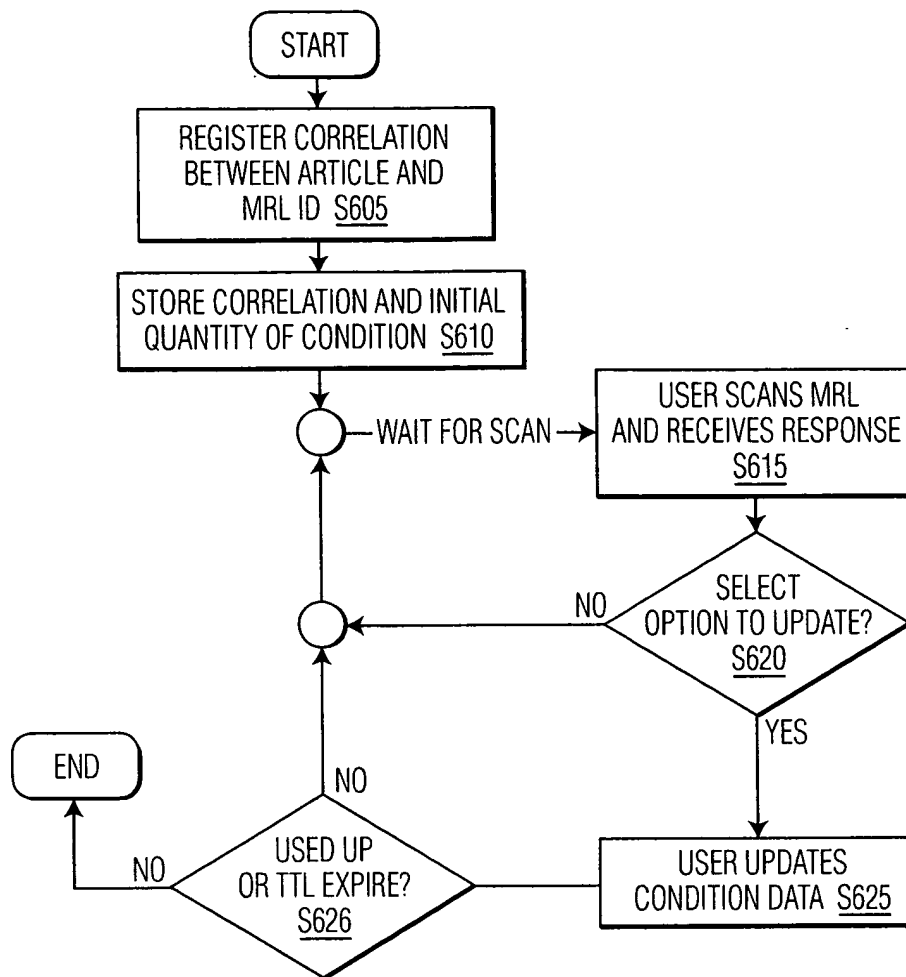 START
REGISTER CORRELATION
BETWEEN ARTICLE AND
MRL ID S605
STORE CORRELATION AND INITIAL
QUANTITY OF CONDITION S610
WAIT FOR SCAN
USER SCANS MRL
AND RECEIVES RESPONSE
S615
SELECT
OPTION TO UPDATE?
S620
NO
YES
USER UPDATES
CONDITION DATA S625
USED UP
OR TTL EXPIRE?
S626
NO
NO
END